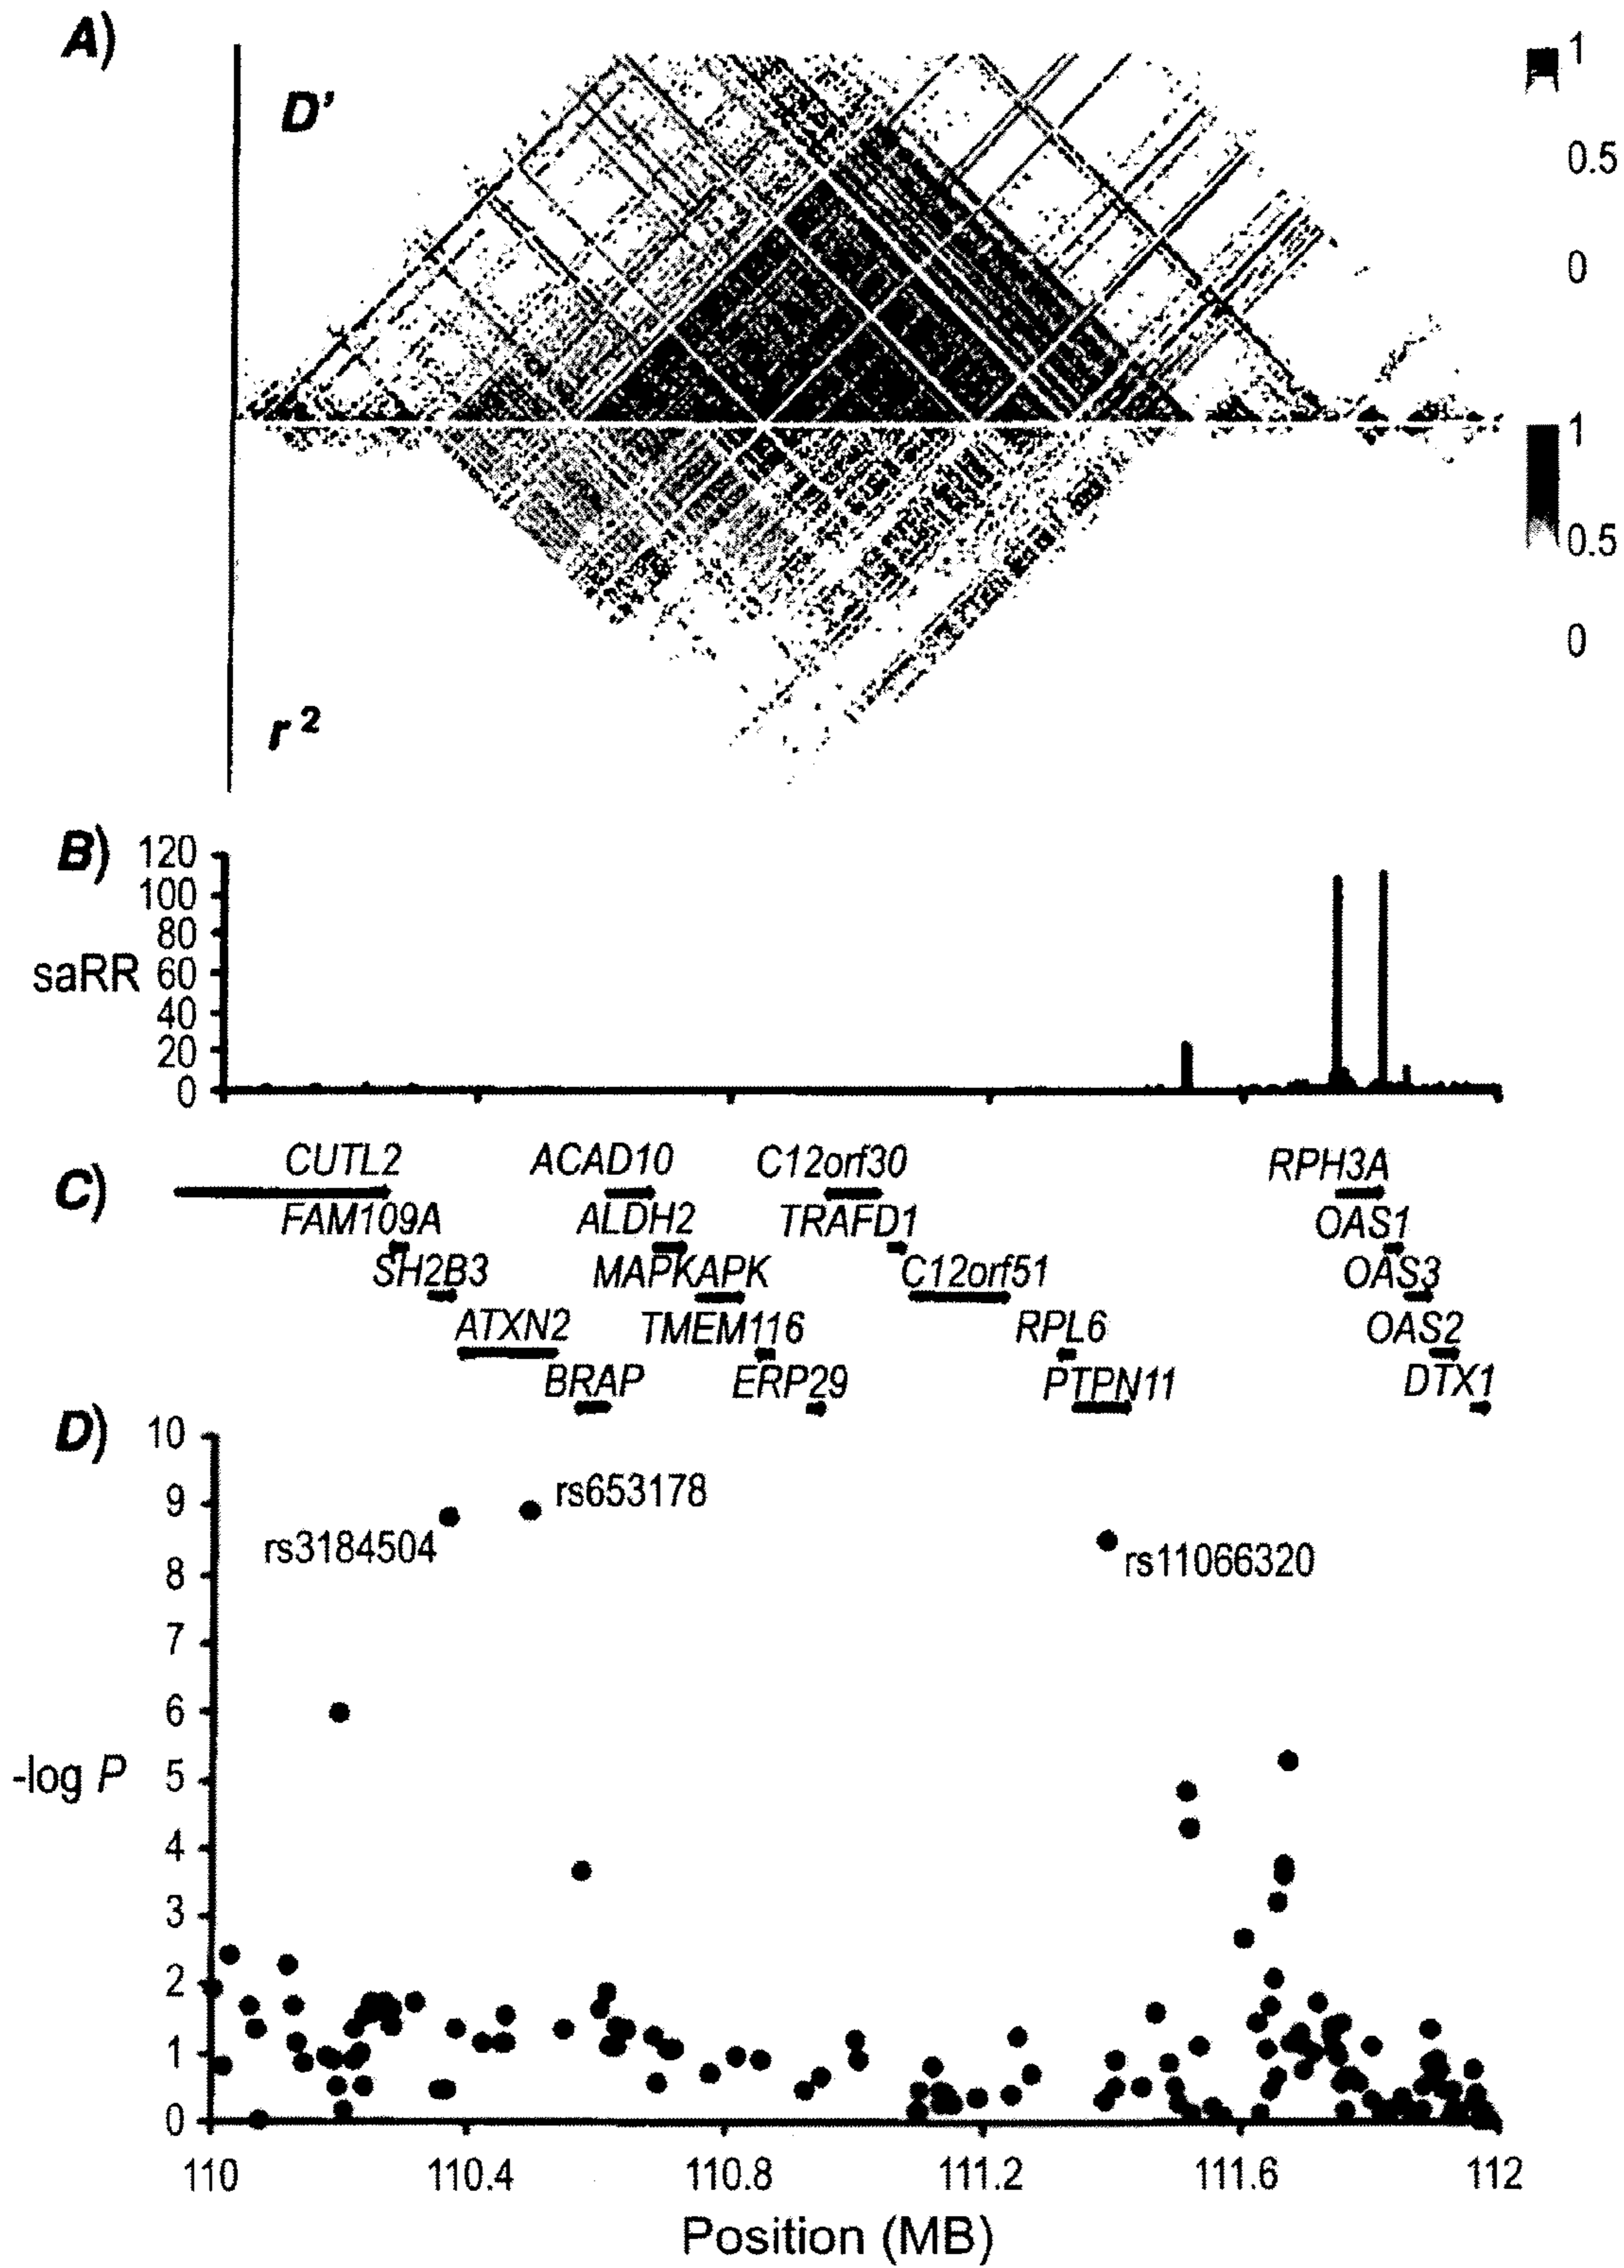 A)
D'
1
0.5
0
1
0.5
0
r²
B)
120
100
80
saRR 60
40
20
0
C)
CUTL2 ACAD10 C12orf30 RPH3A
FAM109A ALDH2 TRAFD1 OAS1
SH2B3 MAPKAPK C12orf51 OAS3
ATXN2 TMEM116 RPL6 OAS2
BRAP ERP29 PTPN11 DTX1
D)
10
9 rs653178
rs3184504
rs11066320
8
7
6
-log P 5
4
3
2
1
0
110 110.4 110.8 111.2 111.6 112
Position (MB)